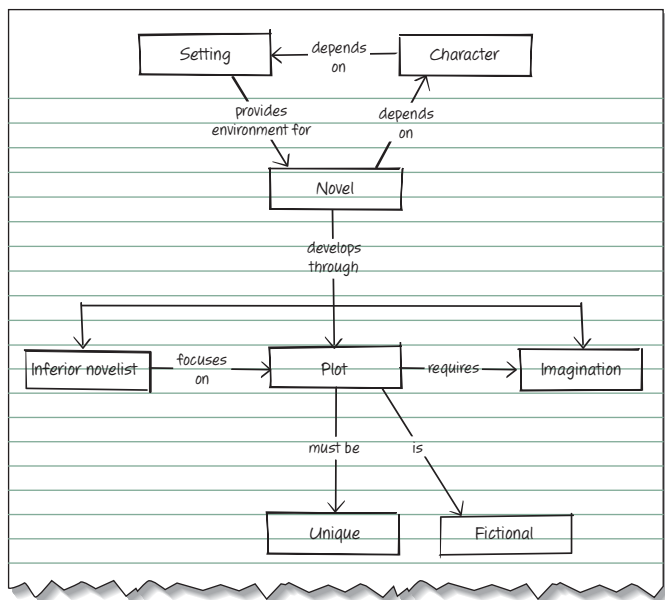 Setting
depends
on
Character
provides
environment for
depends
on
Novel
develops
through
Inferior novelist
focuses
on
Plot
requires
Imagination
must be
is
Unique
Fictional